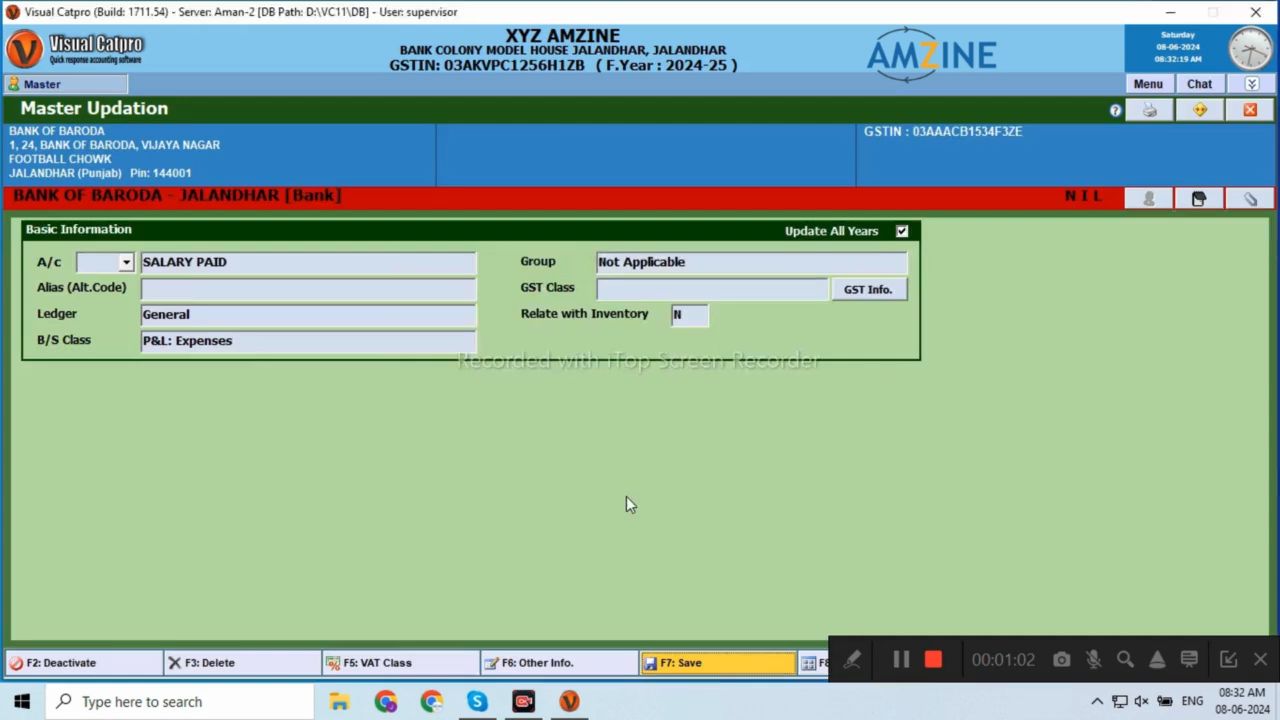 Visual Catpro (Build: 1711.54) - Server: Aman-2 [DB Path: D:\VC11\DB] - User: supervisor
Visual Catpro
Quick response accounting software
XYZ AMZINE
BANK COLONY MODEL HOUSE JALANDHAR, JALANDHAR
GSTIN: 03AKVPC1256H1ZB ( F.Year : 2024-25 )
AMZINE
Saturday
08-06-2024
08:32:19 AM
Master
Menu
Chat
Master Updation
BANK OF BARODA
1, 24, BANK OF BARODA, VIJAYA NAGAR
FOOTBALL CHOWK
JALANDHAR (Punjab) Pin: 144001
GSTIN : 03AAACB1534F3ZE
BANK OF BARODA - JALANDHAR [Bank]
N I L
Basic Information
Update All Years
A/c
SALARY PAID
Group
Not Applicable
Alias (Alt.Code)
GST Class
GST Info.
Ledger
General
Relate with Inventory
N
B/S Class
P&L: Expenses
Recorded with iTop Screen Recorder
F2: Deactivate
F3: Delete
F5: VAT Class
F6: Other Info.
F7: Save
F8
00:01:02
Type here to search
ENG
08:32 AM
08-06-2024